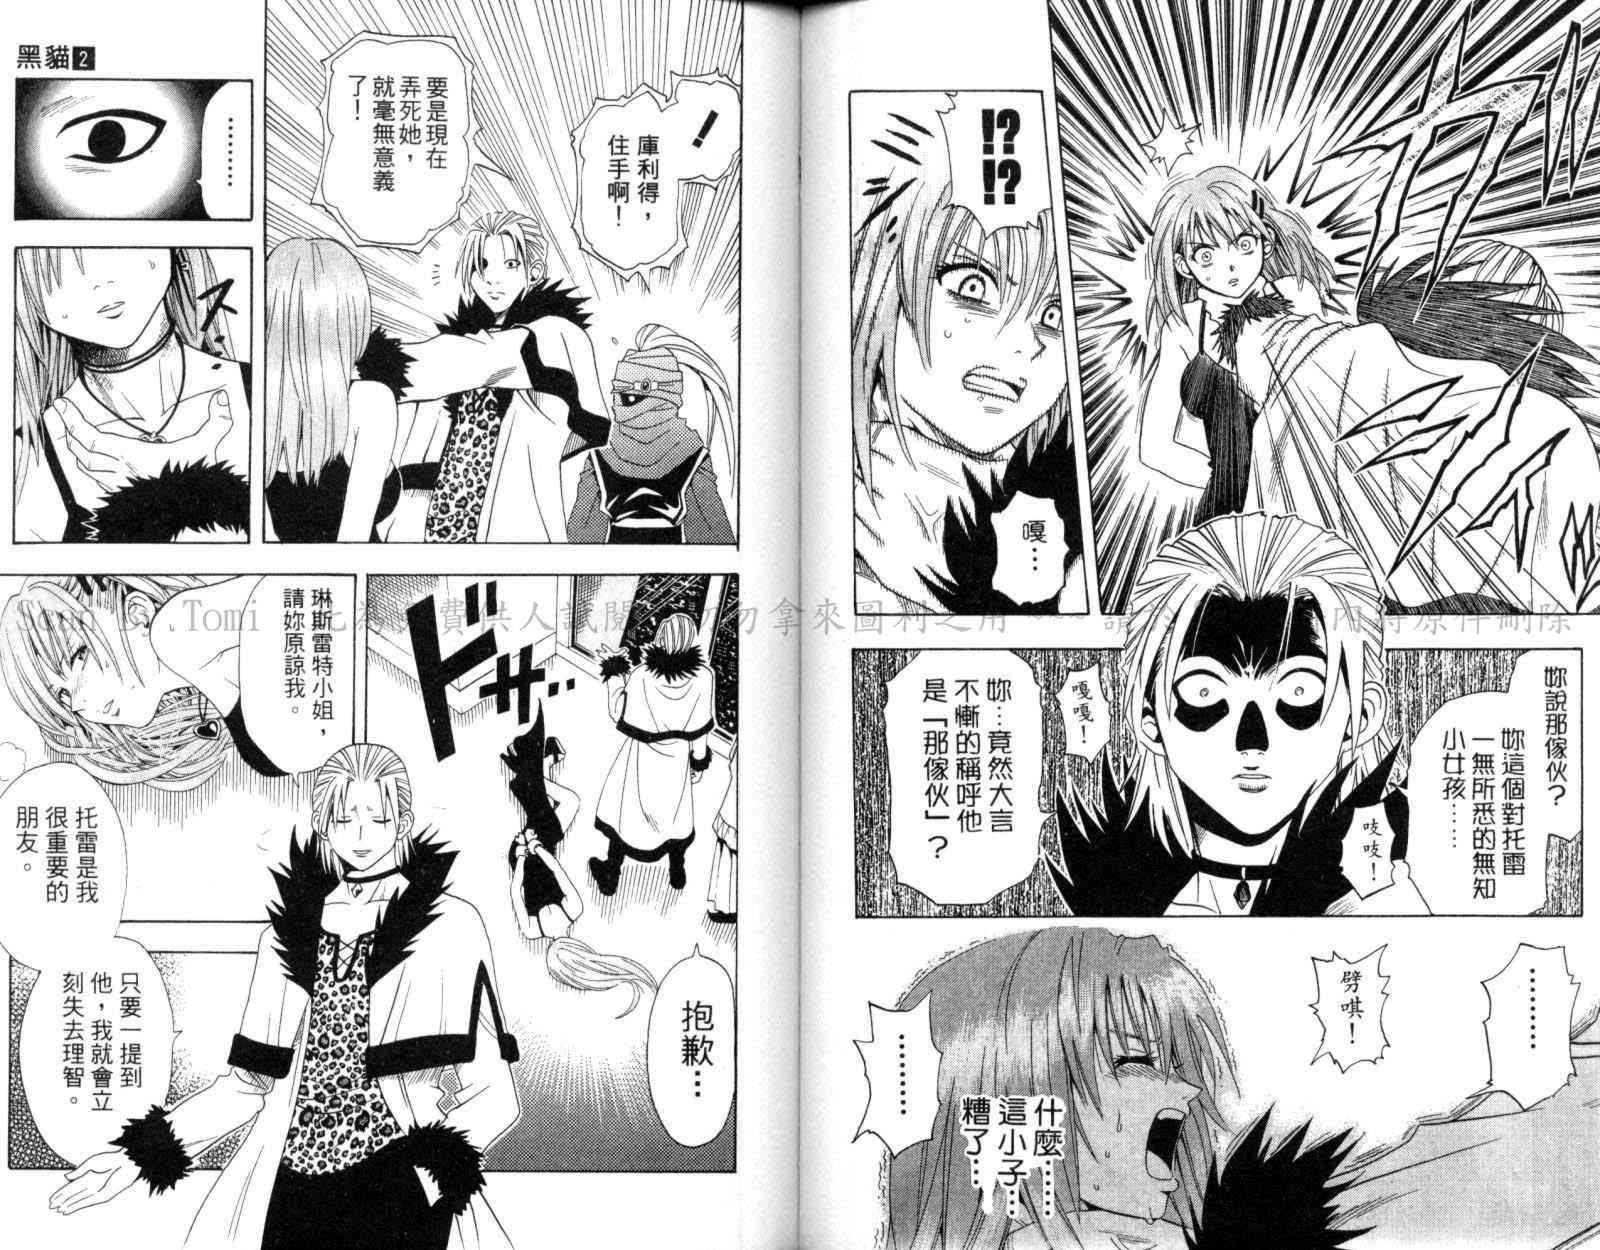 !?
!?
嘎…
妳說那傢伙？
妳這個對托雷
一無所悉的無知
小女孩……
吱吱！
嘎嘎！
妳…竟然大言
不慚的稱呼他
是「那傢伙」？
………
劈唭！
………
什麼……
這小子…
糟了…
黑貓2
！
庫利得，
住手啊！
要是現在
弄死她，
就毫無意義
了！
………
ス
ドサッ
抱歉…
琳斯雷特小姐，
請妳原諒我。
托雷是我
很重要的
朋友。
只要一提到
他，我就會立
刻失去理智。